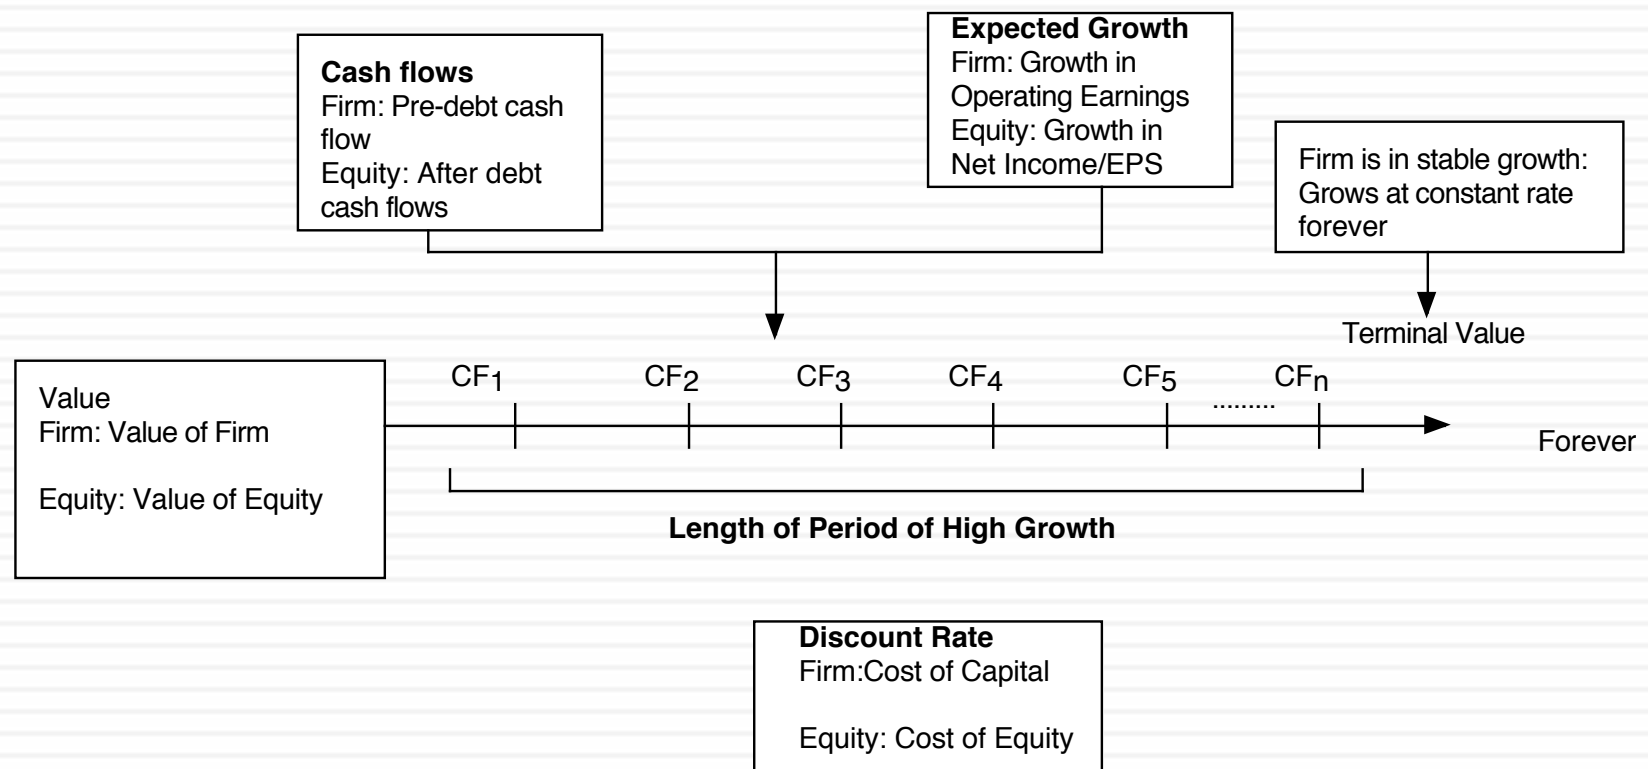 Cash flows
Firm: Pre-debt cash
flow
Equity: After debt
cash flows
Expected Growth
Firm: Growth in
Operating Earnings
Equity: Growth in
Net Income/EPS
Firm is in stable growth:
Grows at constant rate
forever
Terminal Value
CF1 CF2 CF3 CF4 CF5 CFn
.........
Value
Firm: Value of Firm
Equity: Value of Equity
Forever
Length of Period of High Growth
Discount Rate
Firm:Cost of Capital
Equity: Cost of Equity